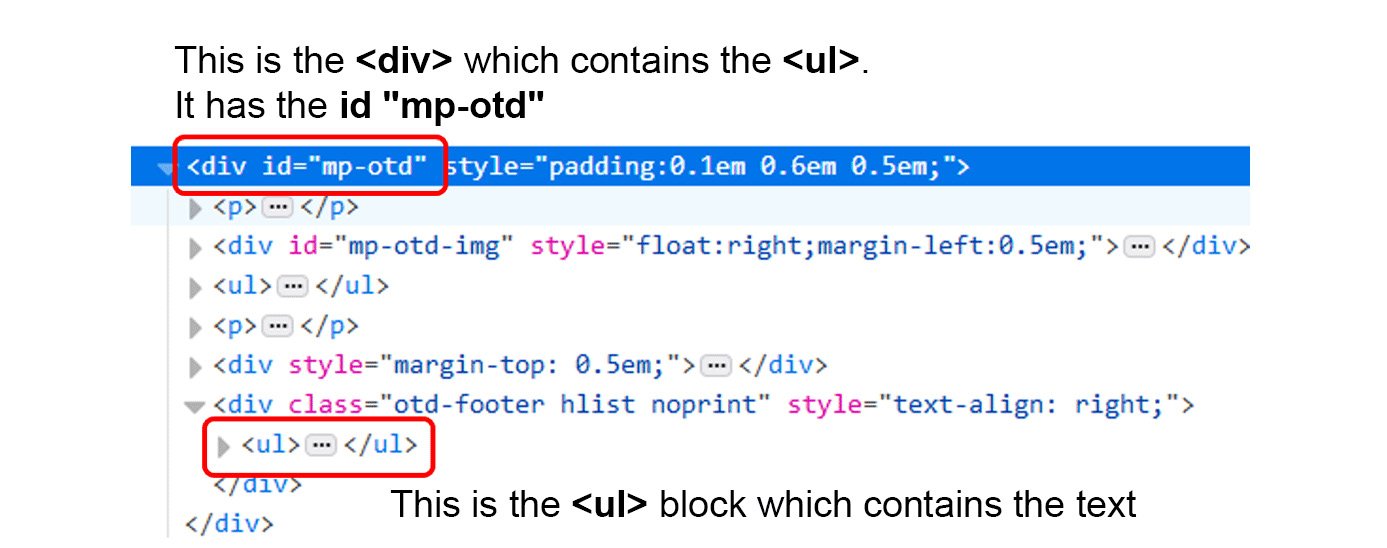 This is the <div> which contains the <ul>.
It has the id "mp-otd"
<div id="mp-otd" style="padding:0.1em 0.6em 0.5em;">
<p>···</p>
<div id="mp-otd-img" style="float:right;margin-left:0.5em;">···</div>
<ul>···</ul>
<p>···</p>
<div style="margin-top: 0.5em;">···</div>
<div class="otd-footer hlist noprint" style="text-align: right;">
<ul>···</ul>
</div>
This is the <ul> block which contains the text
</div>